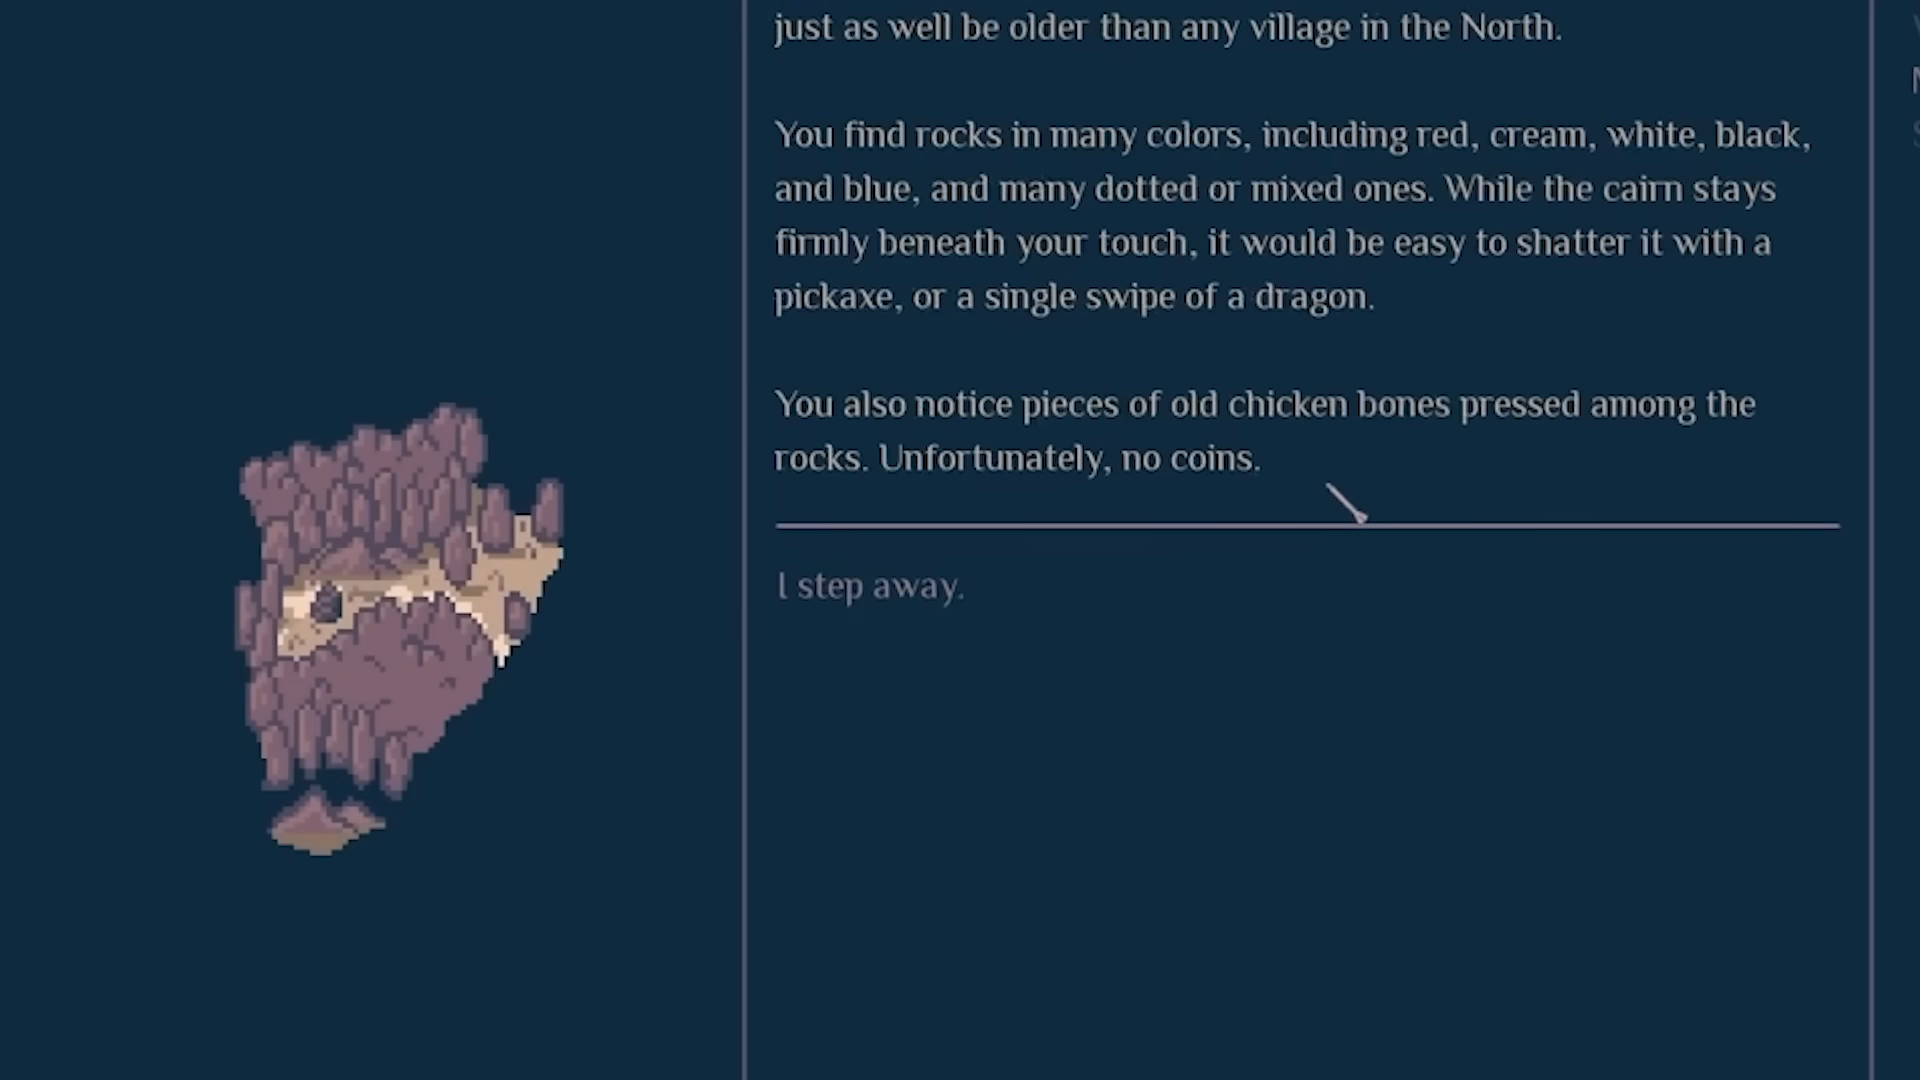 just as well be older than any village in the North.
You find rocks in many colors, including red, cream, white, black,
and blue, and many dotted or mixed ones. While the cairn stays
firmly beneath your touch, it would be easy to shatter it with a
pickaxe, or a single swipe of a dragon.
You also notice pieces of old chicken bones pressed among the
rocks. Unfortunately, no coins.
I step away.